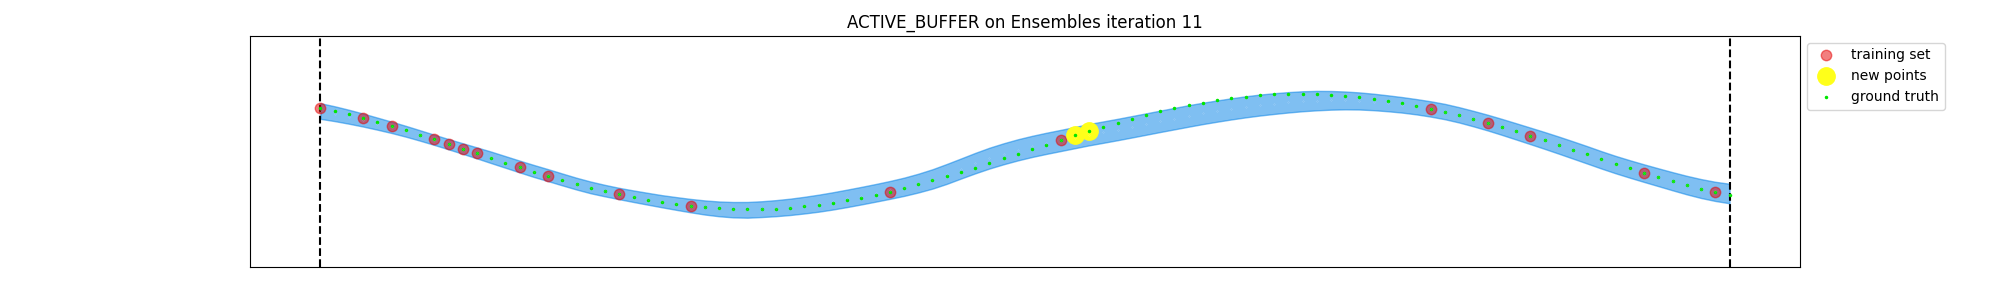 ACTIVE_BUFFER on Ensembles iteration 11
training set
new points
ground truth